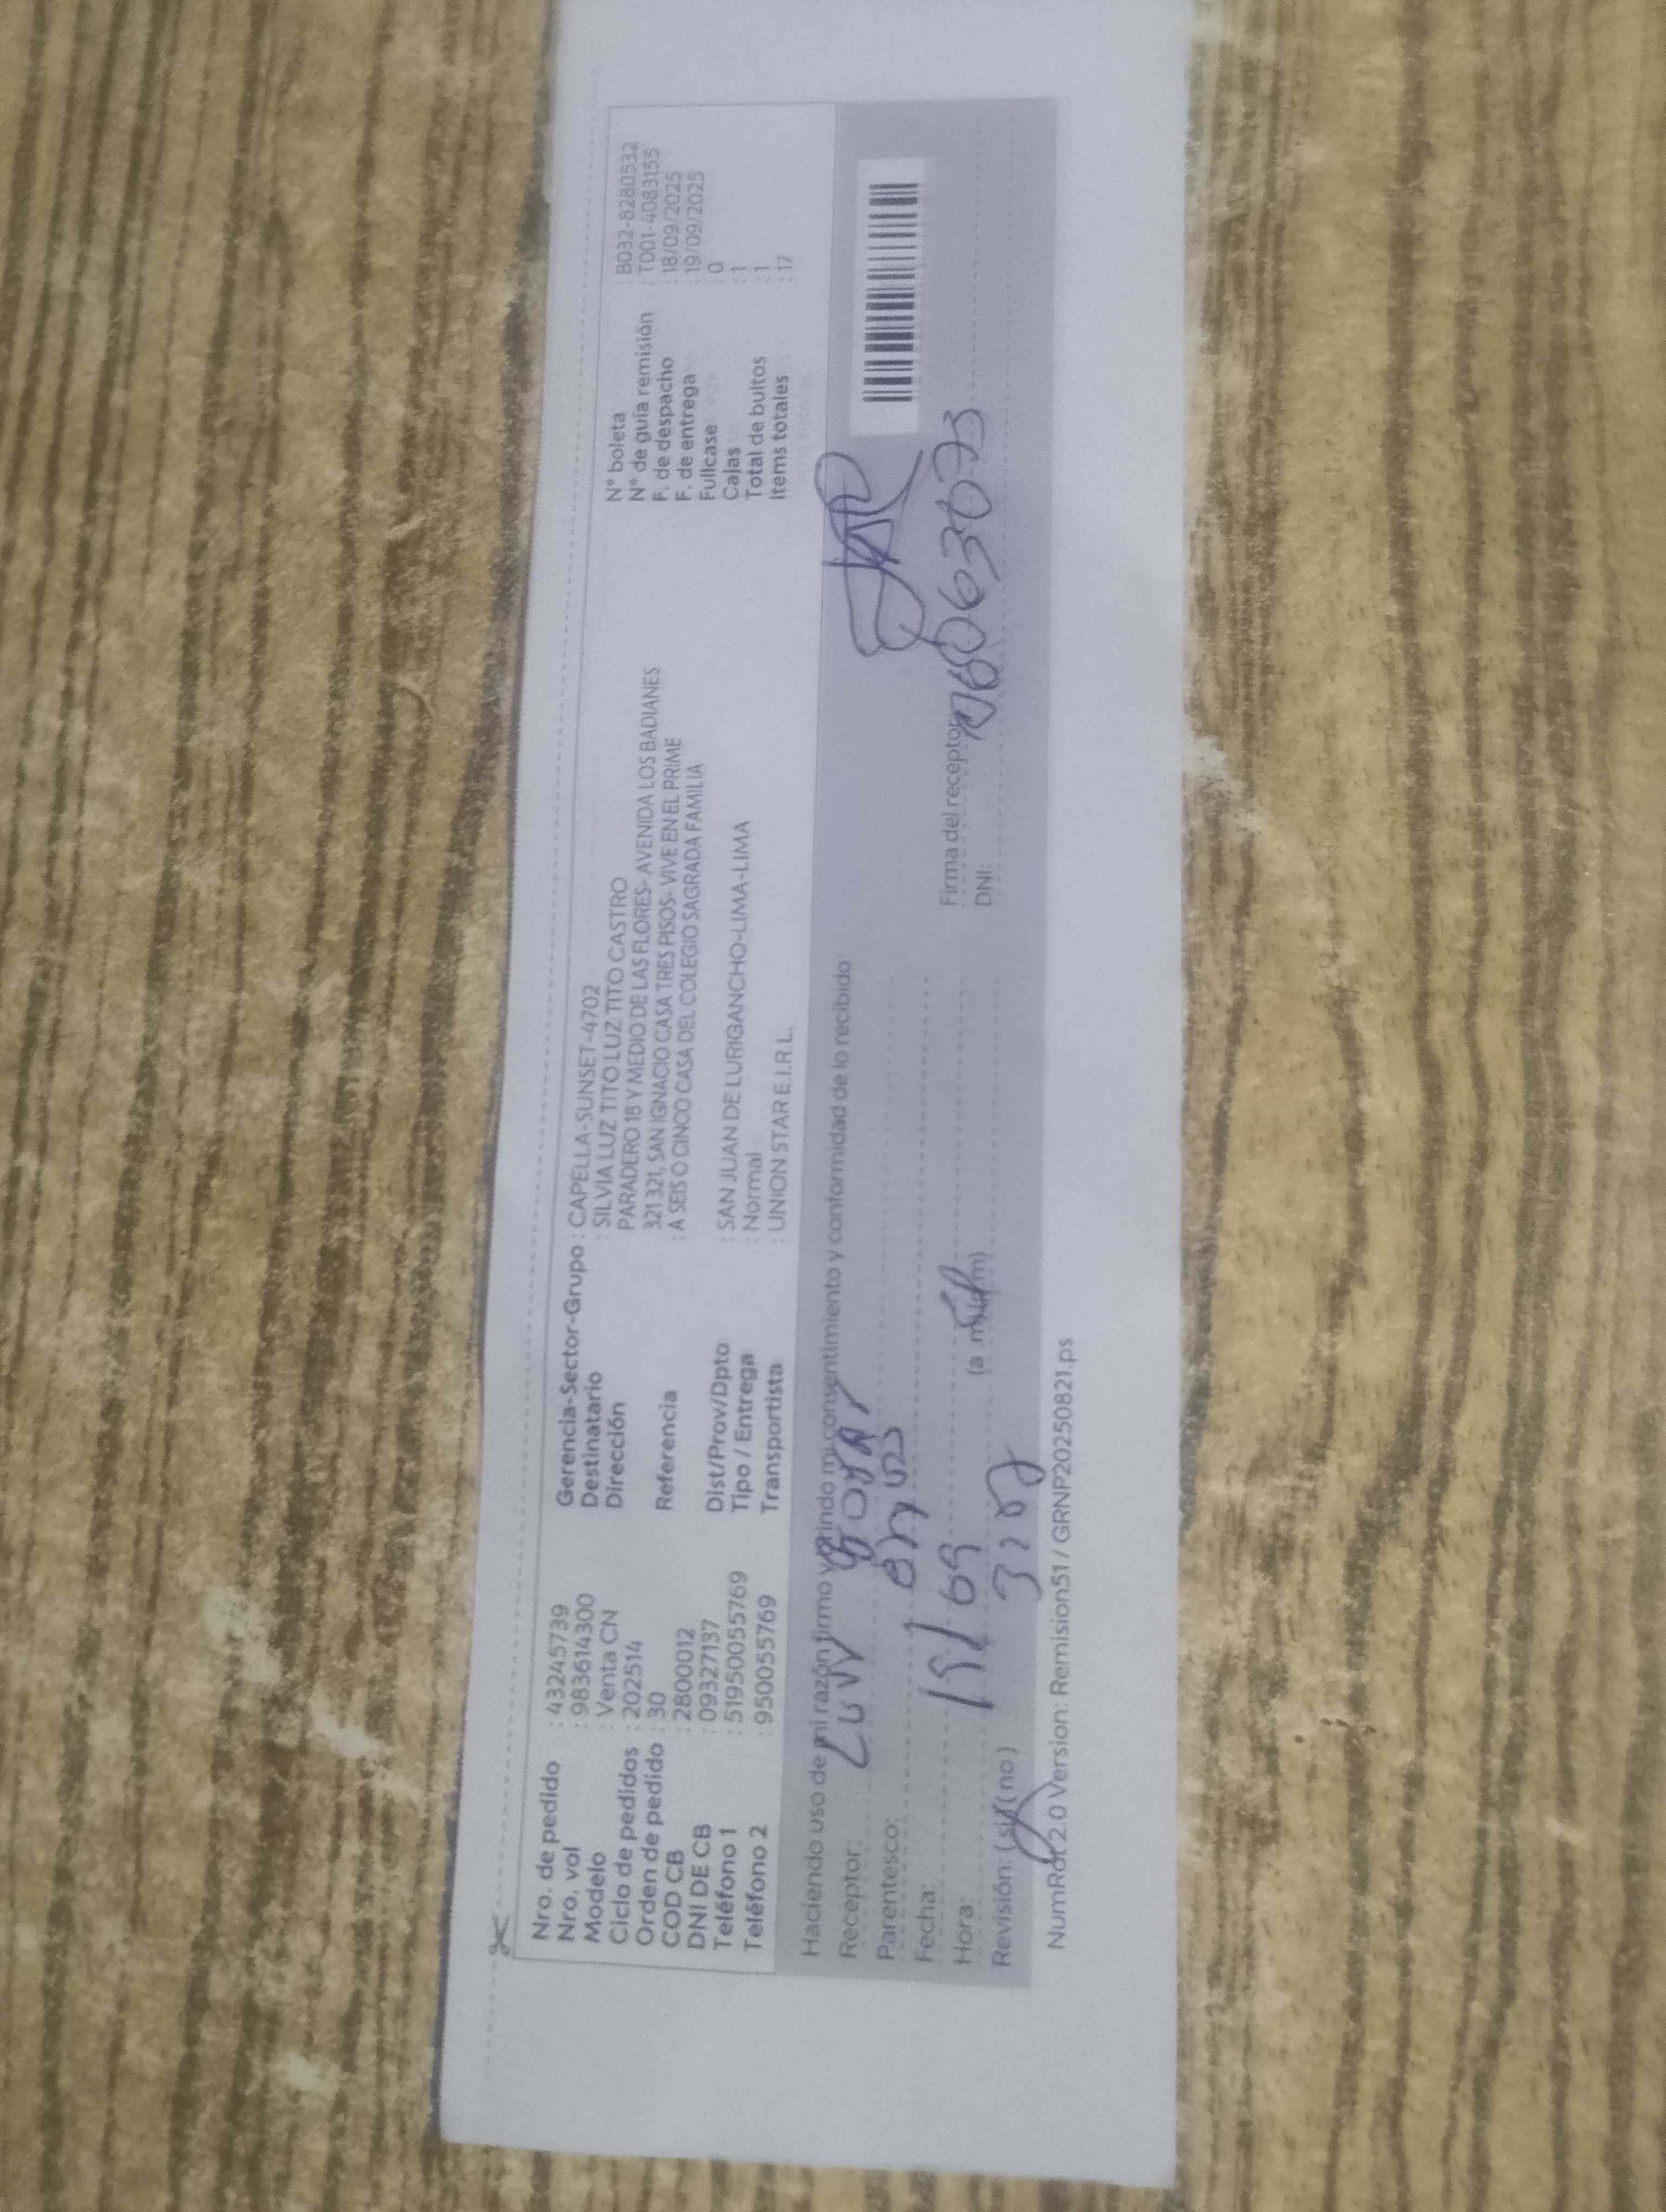 Nro. de pedido : 43245739
Nro. vol : 983614300
Modelo : Venta CN
Ciclo de pedidos : 202514
Orden de pedido : 30
COD CB : 2800012
DNI DE CB : 09327137
Teléfono 1 : 51950055769
Teléfono 2 : 950055769
Gerencia-Sector-Grupo : CAPELLA-SUNSET-4702
Destinatario : SILVIA LUZ TITO LUZ TITO CASTRO
Dirección PARADERO 18 Y MEDIO DE LAS FLORES- AVENIDA LOS BADIANES
321 321, SAN IGNACIO CASA TRES PISOS- VIVE EN EL PRIME
Referencia : A SEIS O CINCO CASA DEL COLEGIO SAGRADA FAMILIA
Dist/Prov/Dpto : SAN JUAN DE LURIGANCHO-LIMA-LIMA
Tipo / Entrega : Normal
Transportista : UNION STAR E.I.R.L.
N° boleta : B032-8280532
N° de guía remisión : T001-4083155
F. de despacho : 18/09/2025
F. de entrega : 19/09/2025
Fullcase : 0
Cajas : 1
Total de bultos : 1
Items totales : 17
Haciendo uso de mi razón firmo y brindo mi consentimiento y conformidad de lo recibido:
Receptor:
Parentesco:
Fecha: 19/09
Hora: (a m) (p m)
Revisión: (si) (no)
Firma del receptor
DNI:
NumRdt 2.0 Version: Remision51 / GRNP20250821.ps